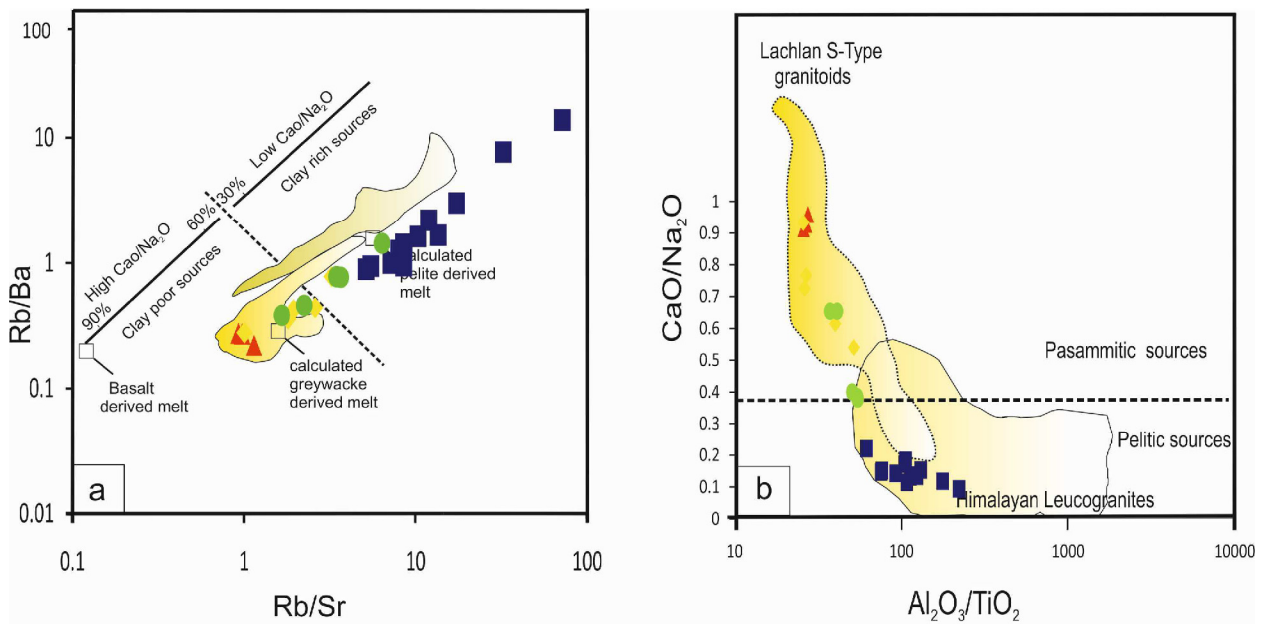 100
10
1
0.1
0.01
Rb/Ba
0.1
1
10
100
Rb/Sr
High Cao/Na₂O
90%
60%
Clay poor sources
30%
Low Cao/Na₂O
Clay rich sources
Basalt
derived melt
calculated
greywacke
derived melt
calculated
pelite derived
melt
a
Lachlan S-Type
granitoids
CaO/Na₂O
1
0.9
0.8
0.7
0.6
0.5
0.4
0.3
0.2
0.1
0
Pasammitic sources
Pelitic sources
Himalayan Leucogranites
b
10
100
1000
10000
Al₂O₃/TiO₂